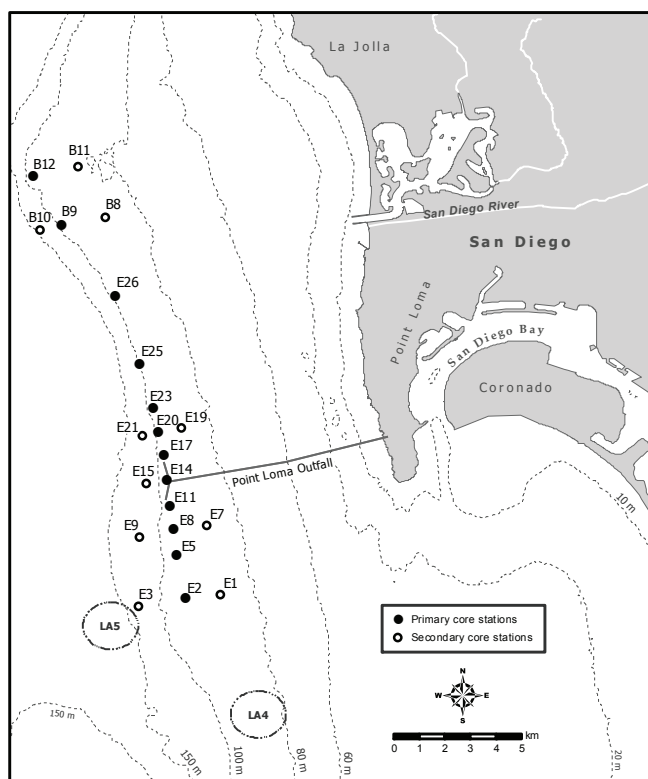 La Jolla
B11
B12
B8
B10
B9
San Diego River
San Diego
E26
Point Loma
San Diego Bay
E25
Coronado
E23
E19
E20
E21
E17
E15
E14
Point Loma Outfall
E11
10 m
E7
E8
E9
E5
E1
E2
E3
LA5
Primary core stations
Secondary core stations
N
W E
S
LA4
150 m
km
0 1 2 3 4 5
150 m
100 m
80 m
60 m
20 m